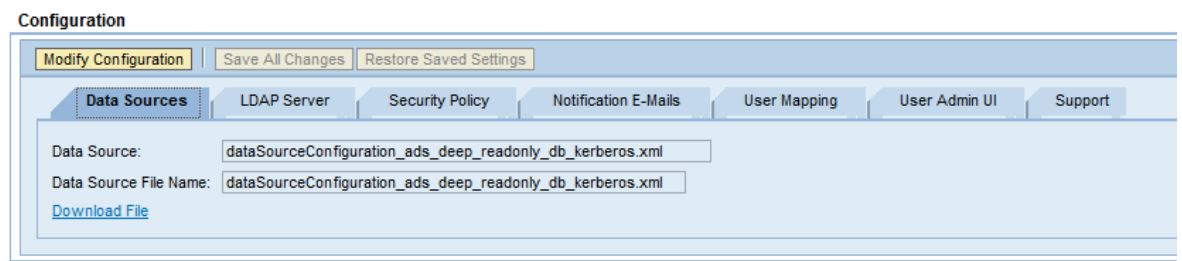 Configuration
Modify Configuration Save All Changes Restore Saved Settings
Data Sources LDAP Server Security Policy Notification E-Mails User Mapping User Admin UI Support
Data Source: dataSourceConfiguration_ads_deep_readonly_db_kerberos.xml
Data Source File Name: dataSourceConfiguration_ads_deep_readonly_db_kerberos.xml
Download File